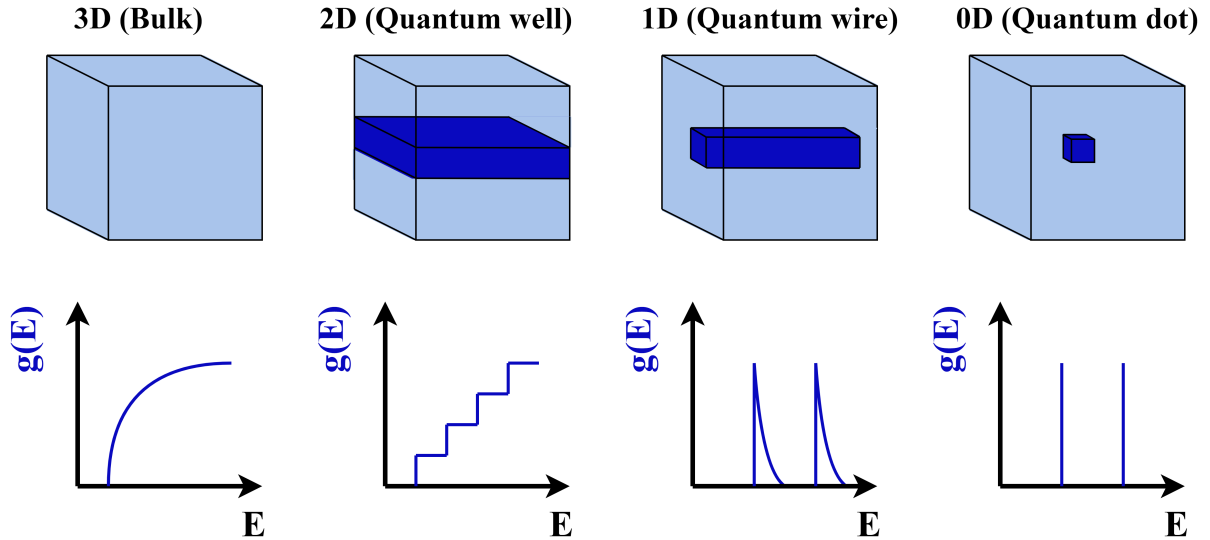 3D (Bulk)
2D (Quantum well)
1D (Quantum wire)
0D (Quantum dot)
g(E)
E
g(E)
E
g(E)
E
g(E)
E